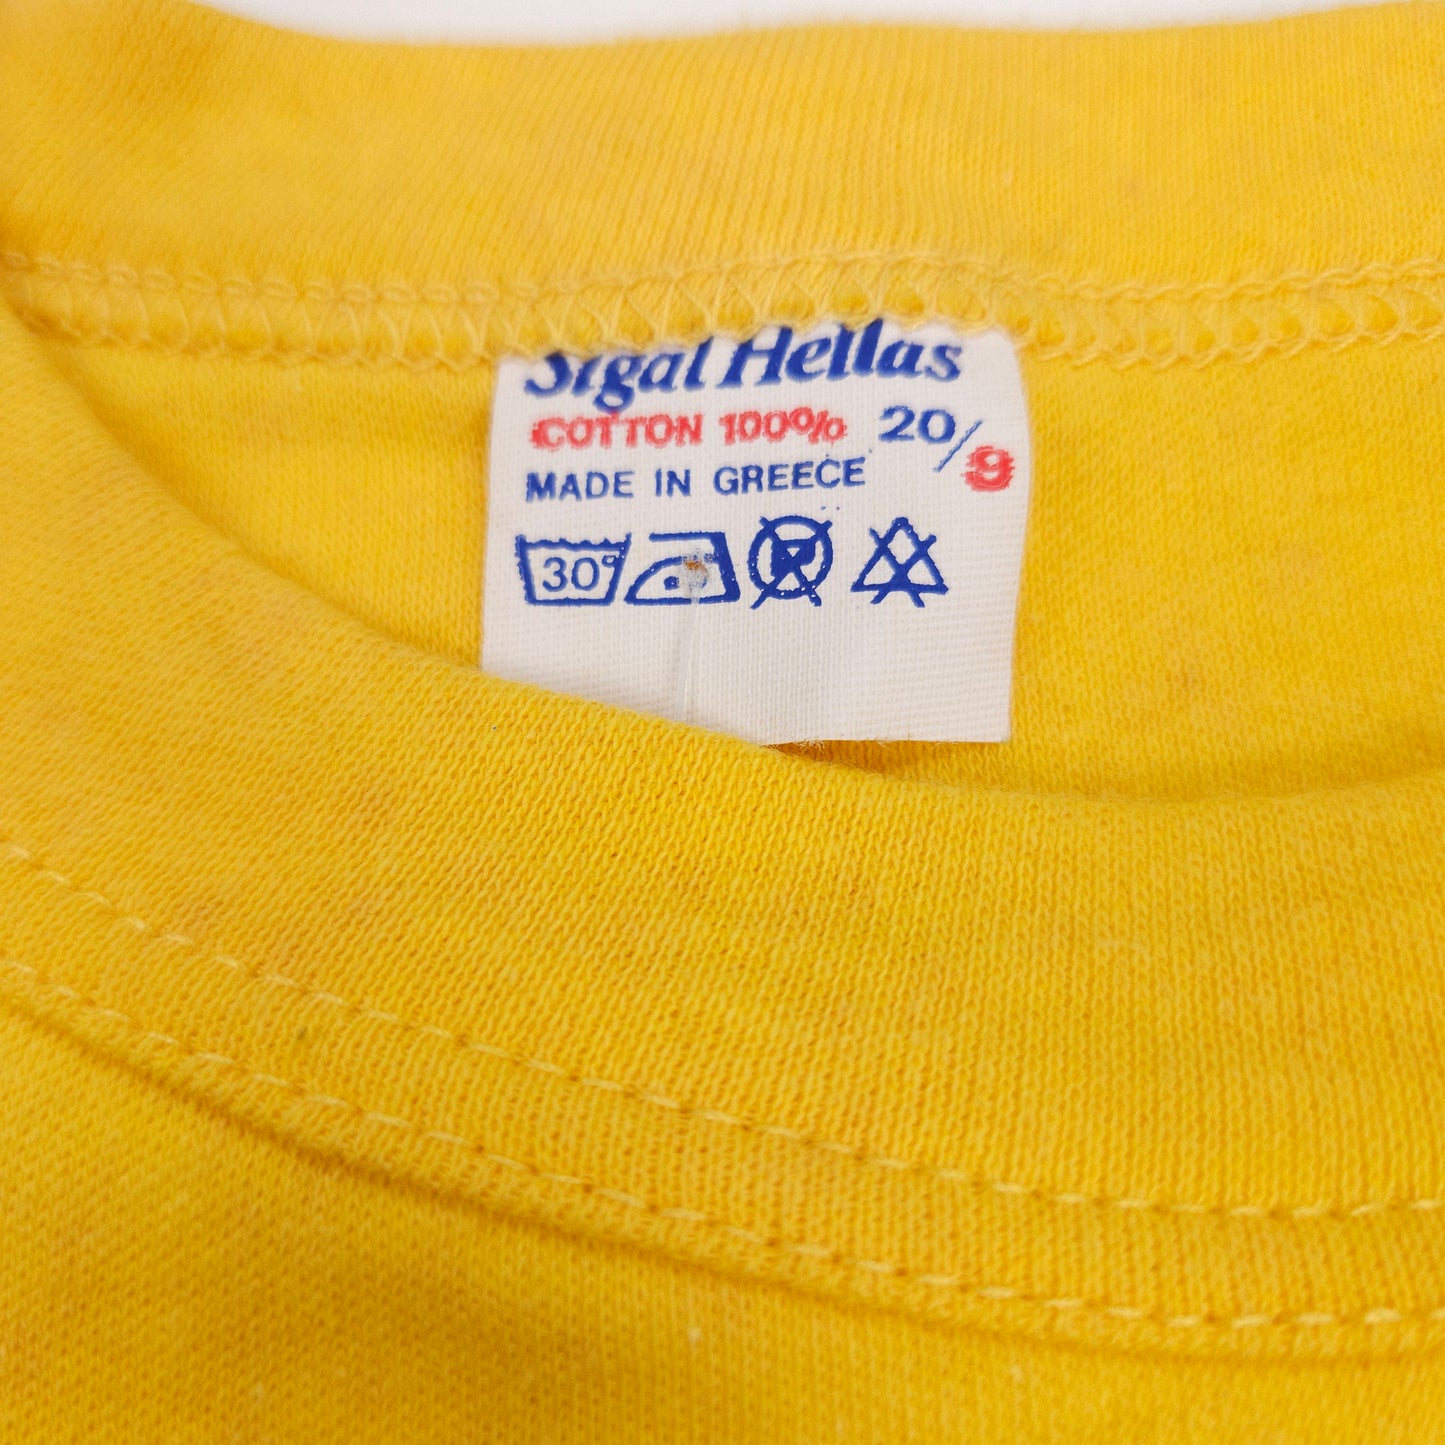 Sigal Hellas
COTTON 100% 20/9
MADE IN GREECE
30°